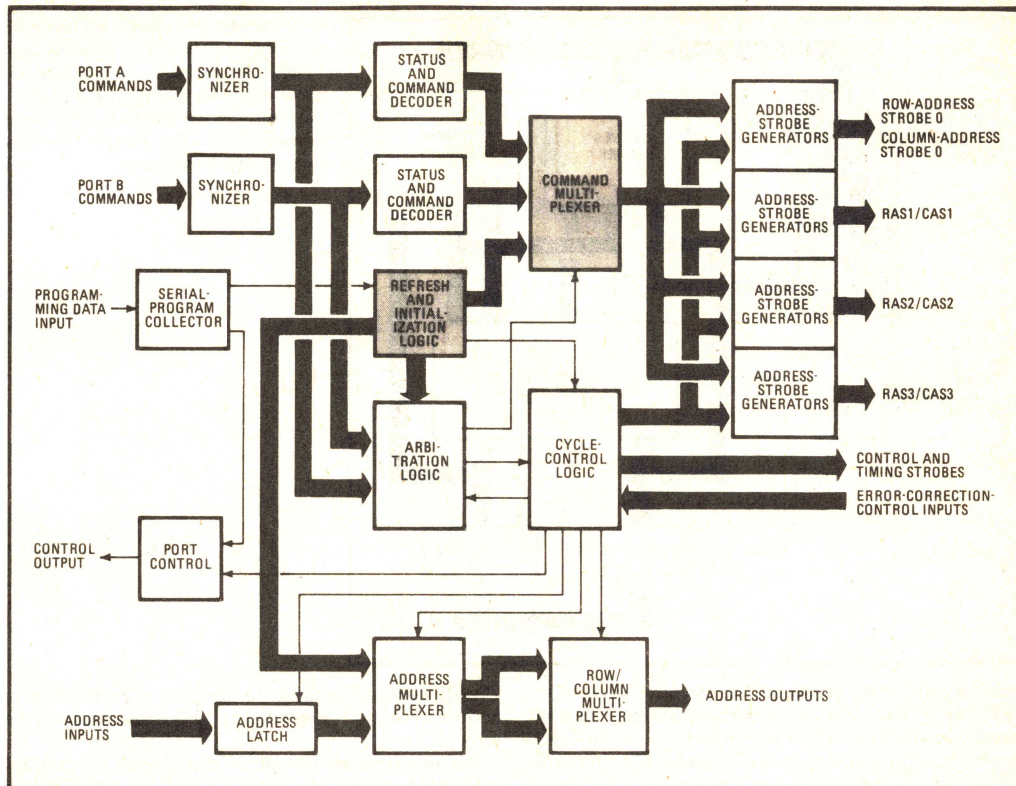 PORT A
COMMANDS
SYNCHRO-
NIZER
STATUS
AND
COMMAND
DECODER
PORT B
COMMANDS
SYNCHRO-
NIZER
STATUS
AND
COMMAND
DECODER
COMMAND
MULTI-
PLEXER
ADDRESS-
STROBE
GENERATORS
ROW-ADDRESS
STROBE 0
COLUMN-ADDRESS
STROBE 0
ADDRESS-
STROBE
GENERATORS
RAS1/CAS1
ADDRESS-
STROBE
GENERATORS
RAS2/CAS2
ADDRESS-
STROBE
GENERATORS
RAS3/CAS3
PROGRAM-
MING DATA
INPUT
SERIAL-
PROGRAM
COLLECTOR
REFRESH AND
INITIAL-
IZATION
LOGIC
ARBI-
TRATION
LOGIC
CYCLE-
CONTROL
LOGIC
CONTROL AND
TIMING STROBES
ERROR-CORRECTION-
CONTROL INPUTS
CONTROL
OUTPUT
PORT
CONTROL
ADDRESS
INPUTS
ADDRESS
LATCH
ADDRESS
MULTI-
PLEXER
ROW/
COLUMN
MULTI-
PLEXER
ADDRESS OUTPUTS